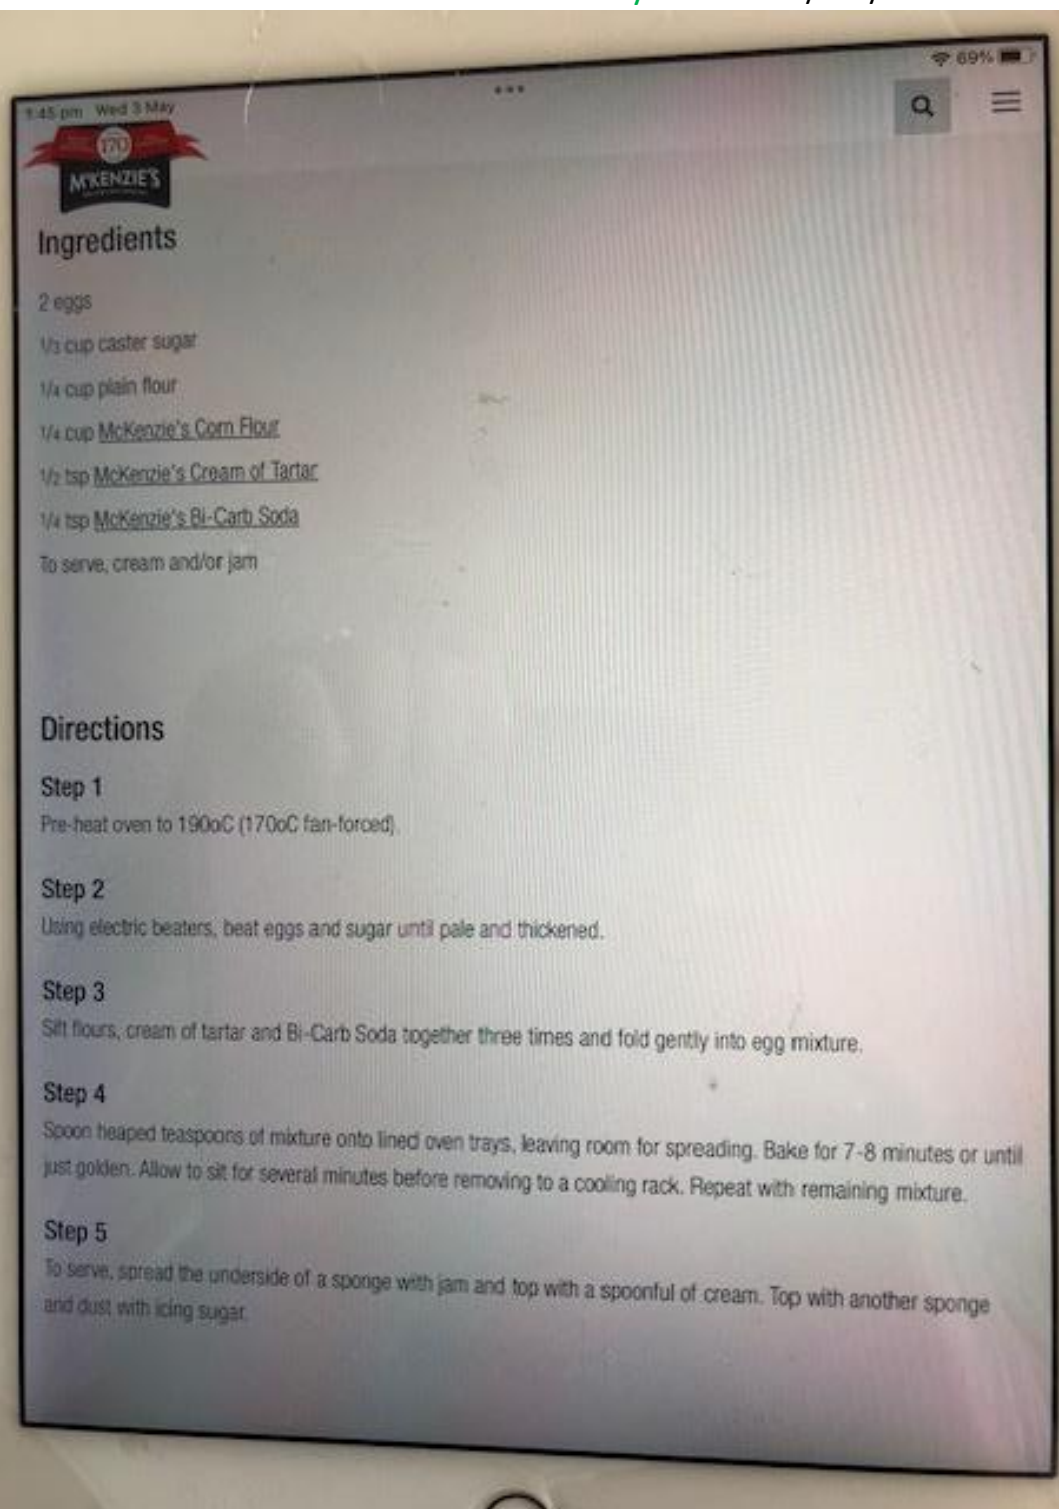 1:45 pm Wed 3 May
69%
170
McKENZIE'S
Ingredients
2 eggs
1/3 cup caster sugar
1/4 cup plain flour
1/4 cup McKenzie's Corn Flour
1/2 tsp McKenzie's Cream of Tartar
1/4 tsp McKenzie's Bi-Carb Soda
To serve, cream and/or jam
Directions
Step 1
Pre-heat oven to 190oC (170oC fan-forced).
Step 2
Using electric beaters, beat eggs and sugar until pale and thickened.
Step 3
Sift flours, cream of tartar and Bi-Carb Soda together three times and fold gently into egg mixture.
Step 4
Spoon heaped teaspoons of mixture onto lined oven trays, leaving room for spreading. Bake for 7-8 minutes or until
just golden. Allow to sit for several minutes before removing to a cooling rack. Repeat with remaining mixture.
Step 5
To serve, spread the underside of a sponge with jam and top with a spoonful of cream. Top with another sponge
and dust with icing sugar.